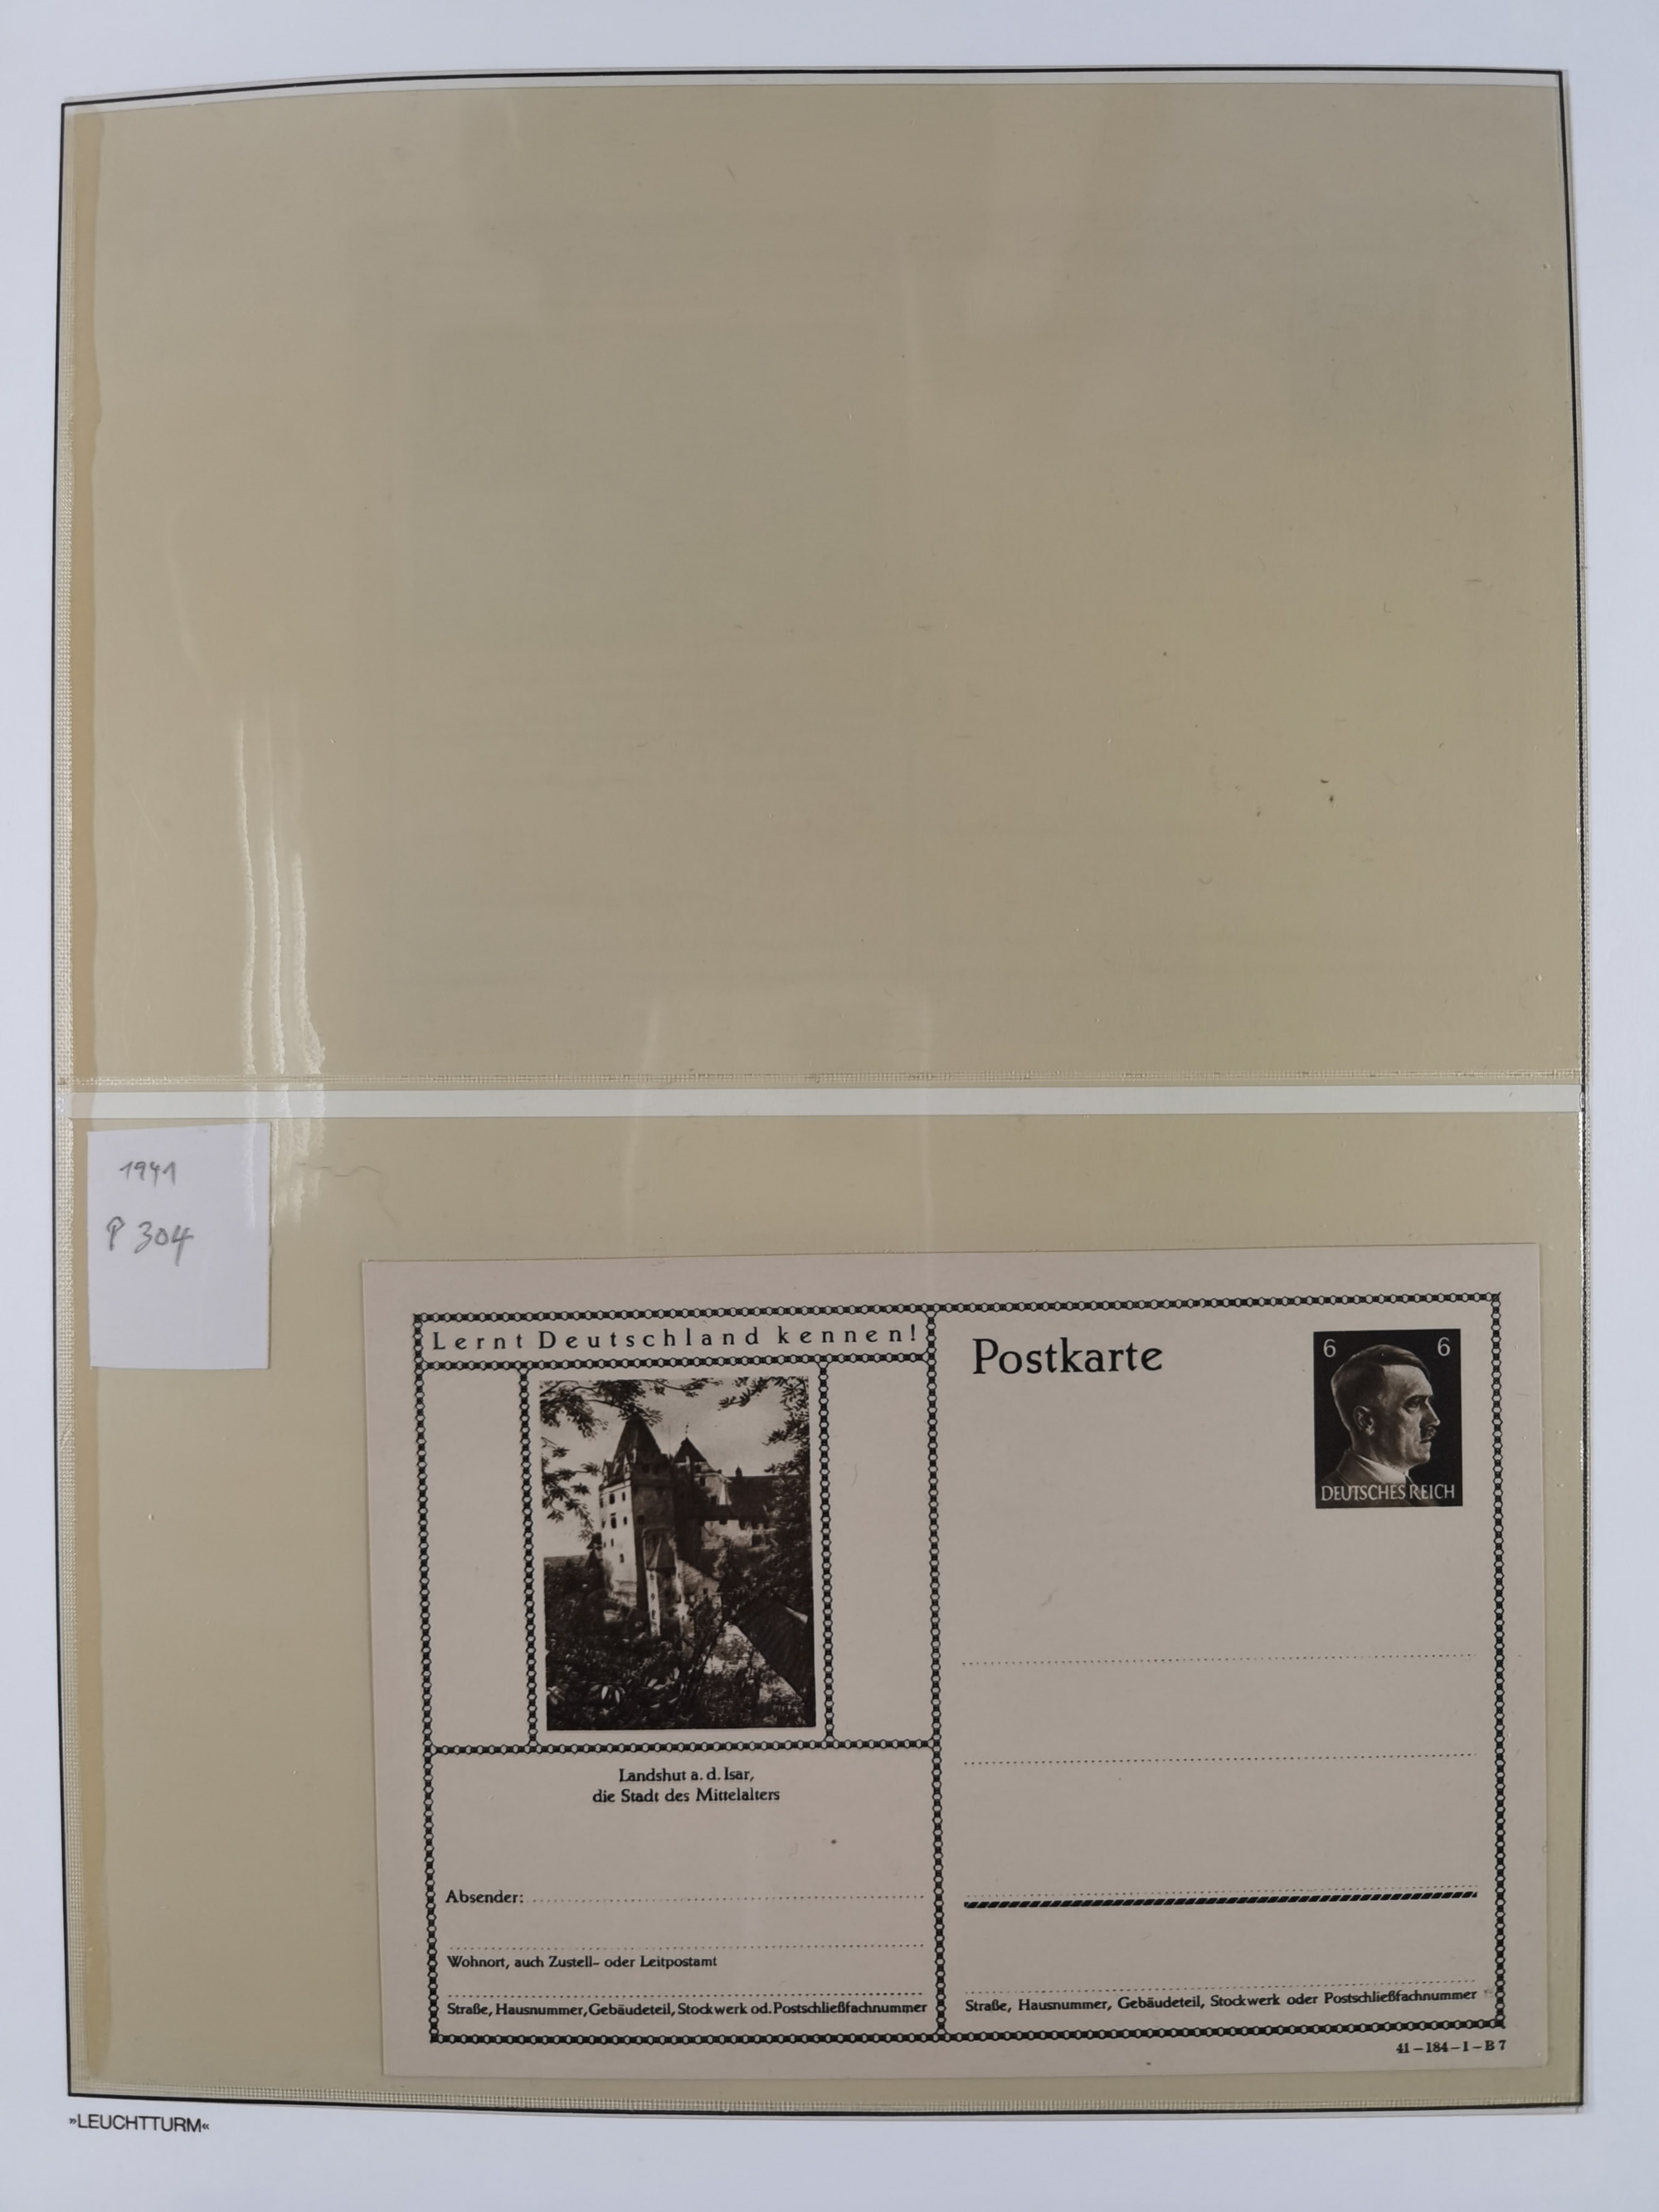 1941
P 304
Lernt Deutschland kennen!
Postkarte
6 6
DEUTSCHES REICH
Landshut a. d. Isar,
die Stadt des Mittelalters
Absender:
Wohnort, auch Zustell- oder Leitpostamt
Straße, Hausnummer, Gebäudeteil, Stockwerk od. Postschließfachnummer
Straße, Hausnummer, Gebäudeteil, Stockwerk oder Postschließfachnummer
41-184-1-B 7
»LEUCHTTURM«